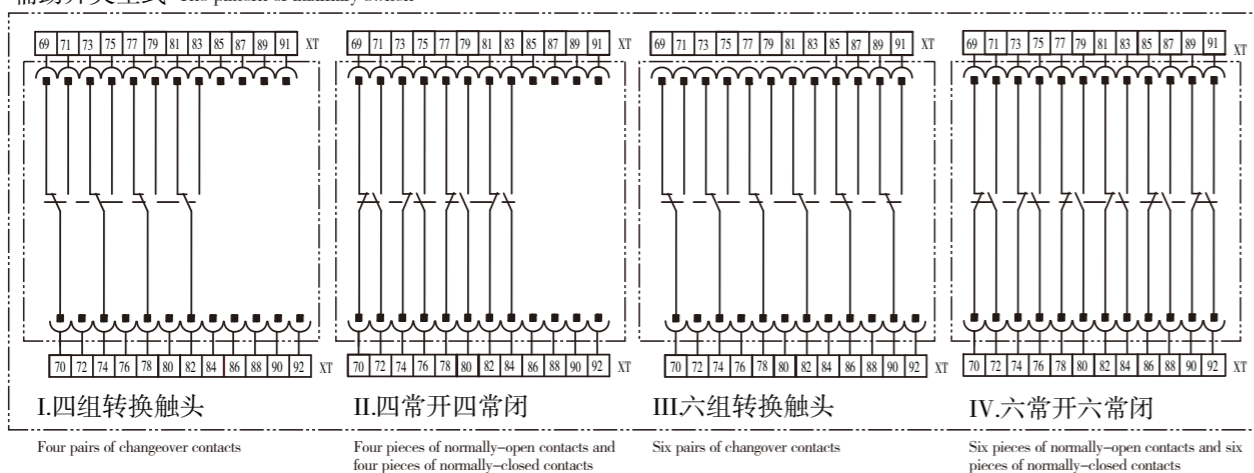 The pattern of auxiliary switch
69 71 73 75 77 79 81 83 85 87 89 91 XT
69 71 73 75 77 79 81 83 85 87 89 91 XT
69 71 73 75 77 79 81 83 85 87 89 91 XT
69 71 73 75 77 79 81 83 85 87 89 91 XT
70 72 74 76 78 80 82 84 86 88 90 92 XT
70 72 74 76 78 80 82 84 86 88 90 92 XT
70 72 74 76 78 80 82 84 86 88 90 92 XT
70 72 74 76 78 80 82 84 86 88 90 92 XT
I.四组转换触头
II.四常开四常闭
III.六组转换触头
IV.六常开六常闭
Four pairs of changeover contacts
Four pieces of normally-open contacts and
four pieces of normally-closed contacts
Six pairs of changover contacts
Six pieces of normally-open contacts and six
pieces of normally-closed contacts